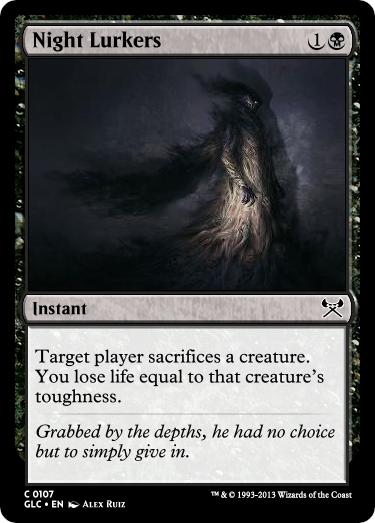 Night Lurkers 1
Instant
Target player sacrifices a creature.
You lose life equal to that creature's
toughness.
Grabbed by the depths, he had no choice
but to simply give in.
C 0107
GLC • EN Alex Ruiz
™ & © 1993-2013 Wizards of the Coast